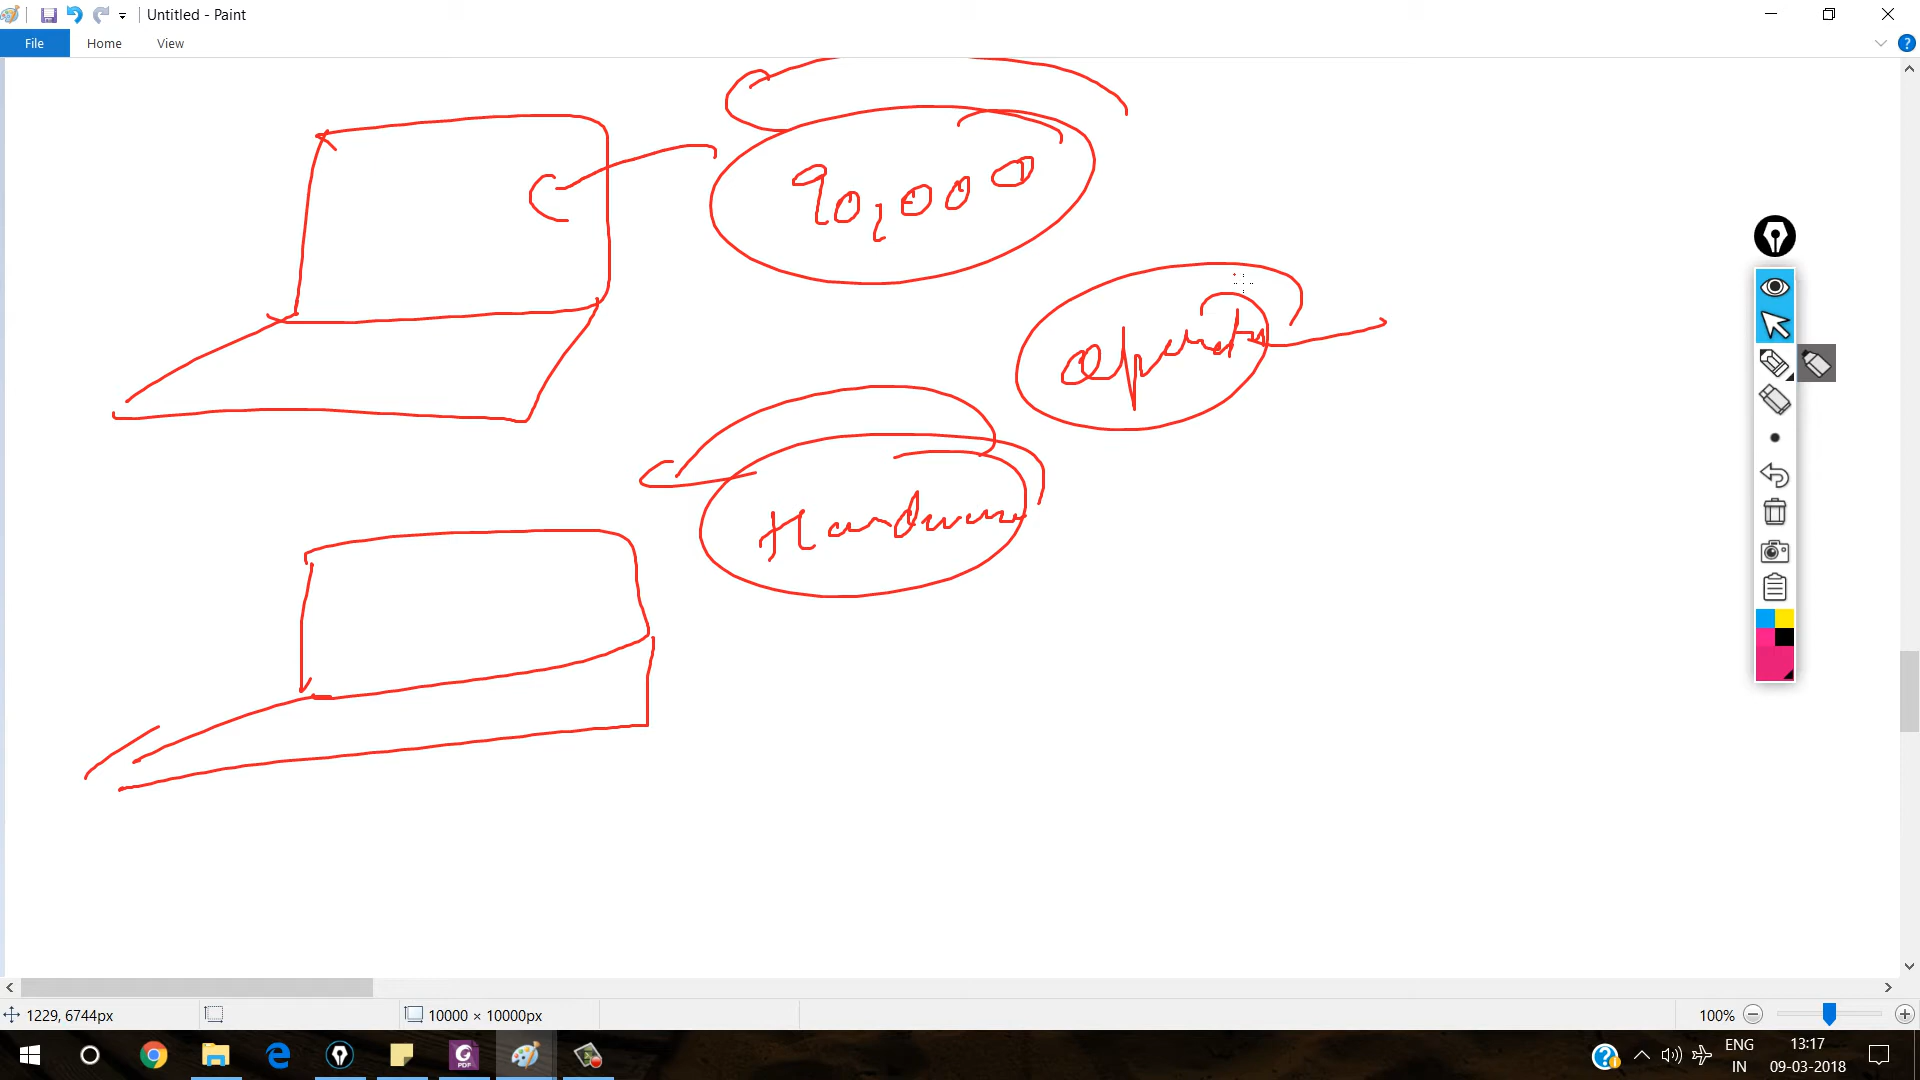 Untitled - Paint
File Home View
90,000
Hardware
1229, 6744px
10000 × 10000px
100%
PDF
ENG
IN
13:17
09-03-2018